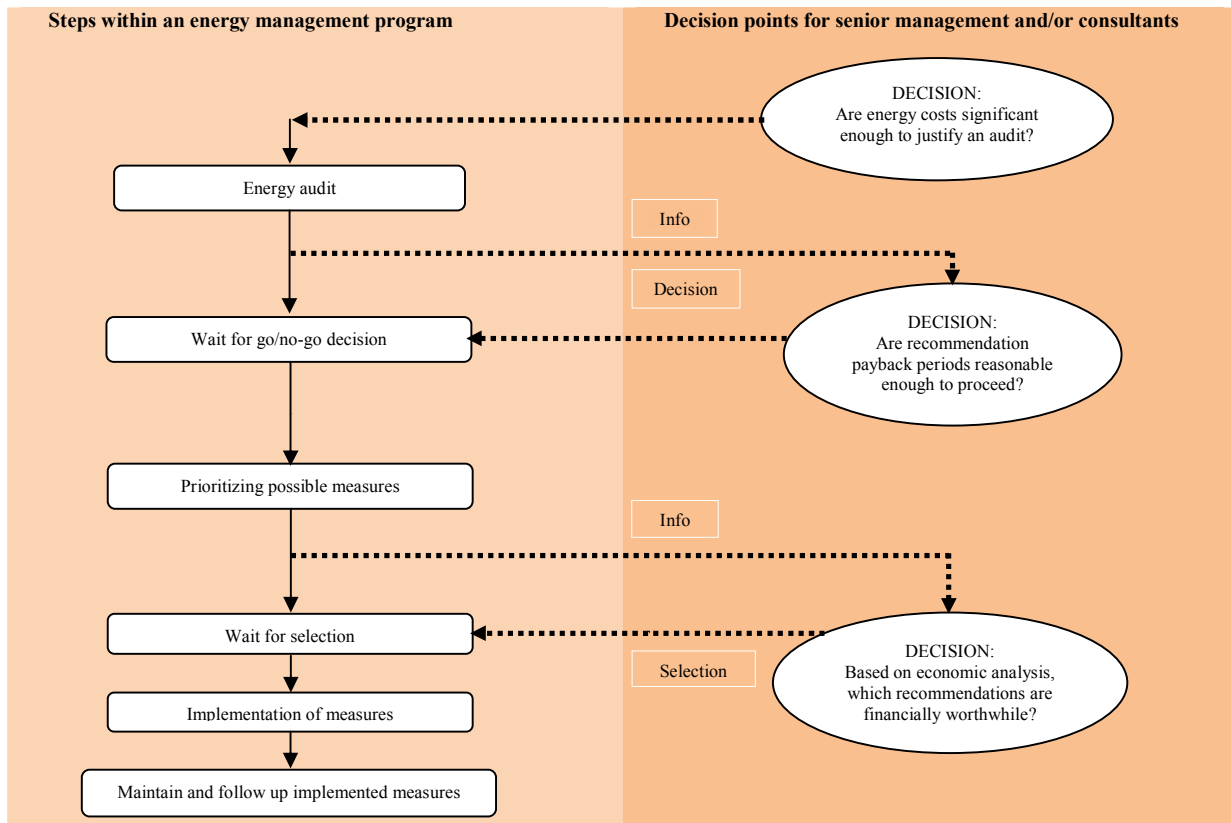 Steps within an energy management program
Decision points for senior management and/or consultants
DECISION:
Are energy costs significant
enough to justify an audit?
Energy audit
Info
Decision
Wait for go/no-go decision
DECISION:
Are recommendation
payback periods reasonable
enough to proceed?
Prioritizing possible measures
Info
Wait for selection
Selection
DECISION:
Based on economic analysis,
which recommendations are
financially worthwhile?
Implementation of measures
Maintain and follow up implemented measures